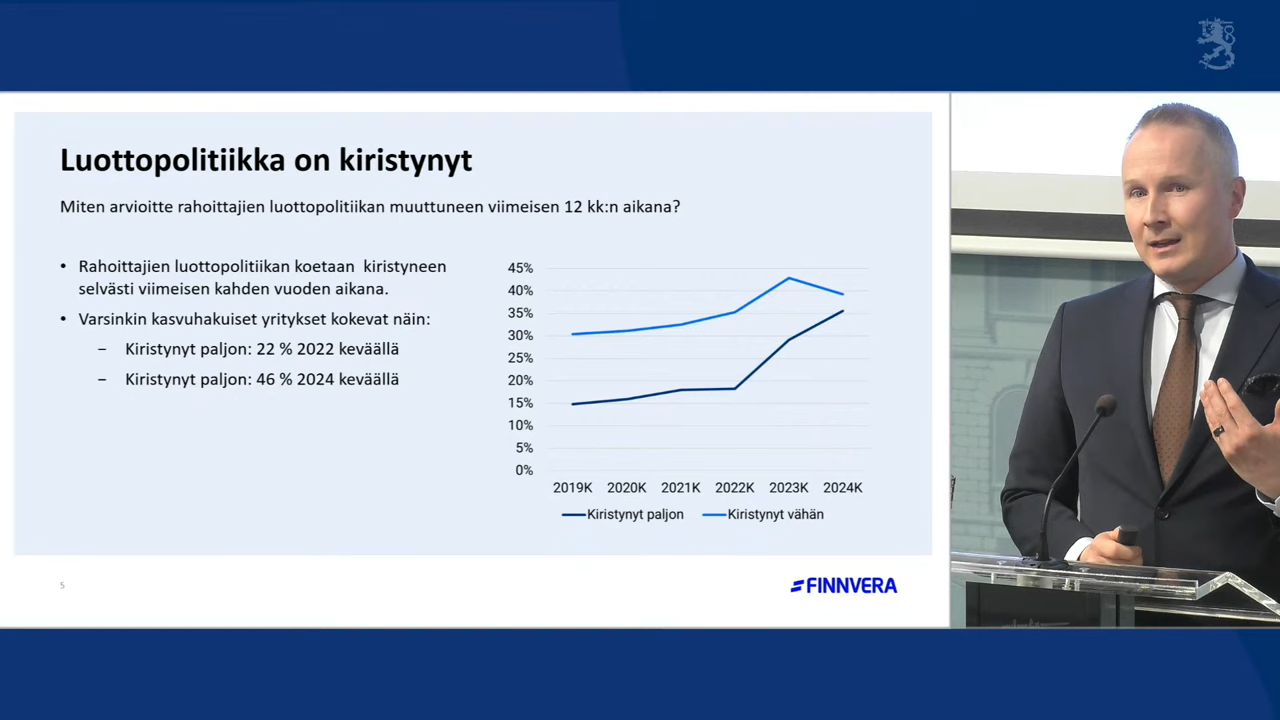 Luottopolitiikka on kiristynyt
Miten arvioitte rahoittajien luottopolitiikan muuttuneen viimeisen 12 kk:n aikana?
• Rahoittajien luottopolitiikan koetaan kiristyneen
selvästi viimeisen kahden vuoden aikana.
• Varsinkin kasvuhakuiset yritykset kokevat näin:
– Kiristynyt paljon: 22 % 2022 keväällä
– Kiristynyt paljon: 46 % 2024 keväällä
45%
40%
35%
30%
25%
20%
15%
10%
5%
0%
2019K 2020K 2021K 2022K 2023K 2024K
Kiristynyt paljon Kiristynyt vähän
5
FINNVERA